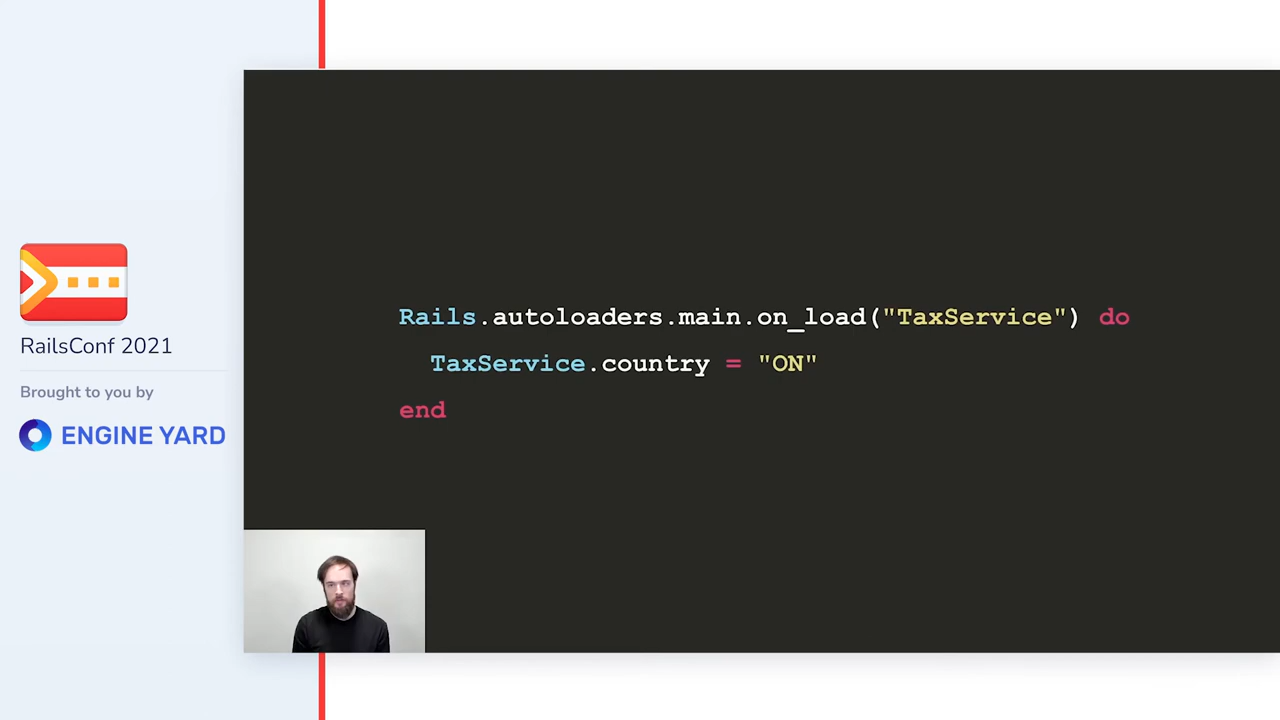 RailsConf 2021
Brought to you by
ENGINE YARD
Rails.autoloaders.main.on_load("TaxService") do
  TaxService.country = "ON"
end